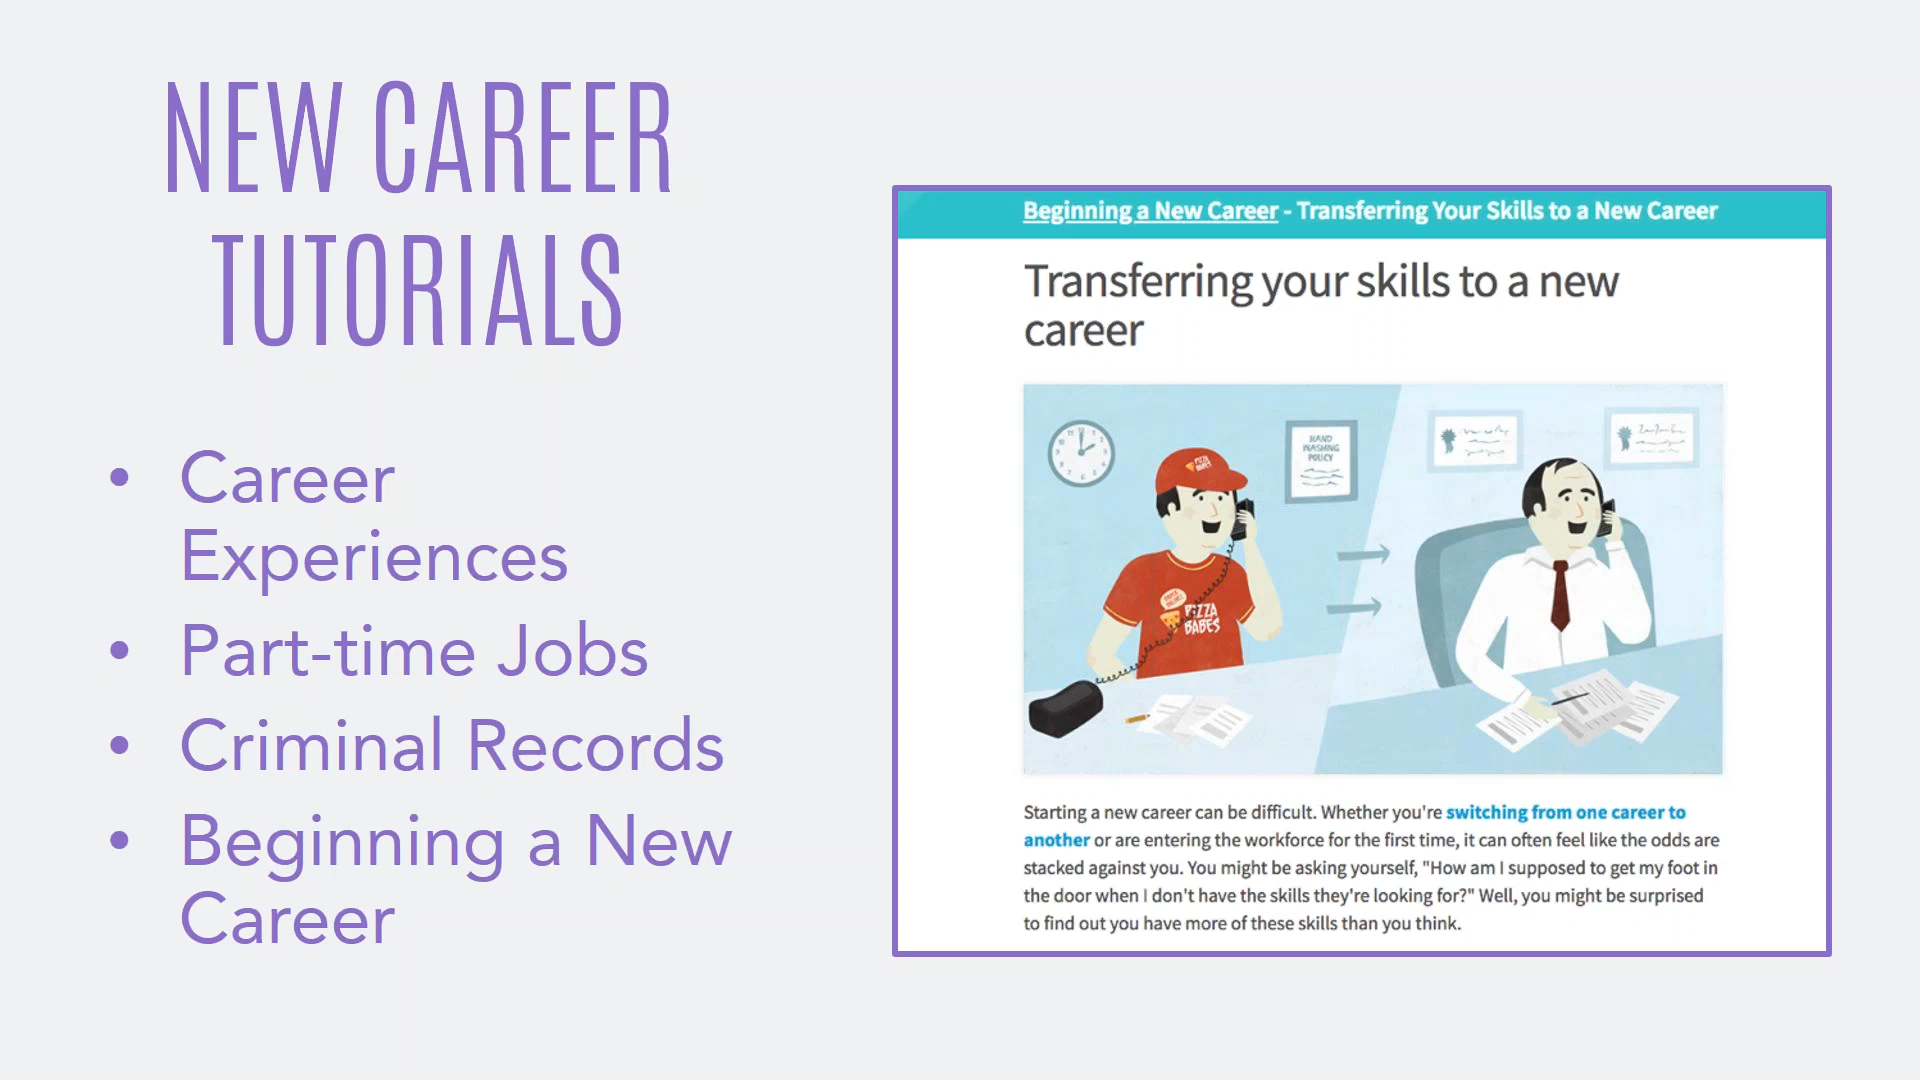 NEW CAREER
TUTORIALS
• Career
Experiences
• Part-time Jobs
• Criminal Records
• Beginning a New
Career
Beginning a New Career - Transferring Your Skills to a New Career
Transferring your skills to a new
career
HAND
WASHING
POLICY
PIZZA
BABES
PIZZA
BABES
Starting a new career can be difficult. Whether you're switching from one career to
another or are entering the workforce for the first time, it can often feel like the odds are
stacked against you. You might be asking yourself, "How am I supposed to get my foot in
the door when I don't have the skills they're looking for?" Well, you might be surprised
to find out you have more of these skills than you think.